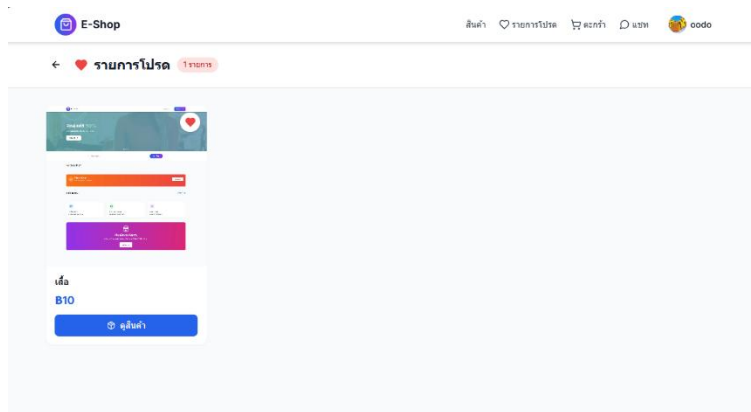 E-Shop
สินค้า
รายการโปรด
ตะกร้า
แชท
oodo
รายการโปรด 1 รายการ
เสื้อ
฿10
ดูสินค้า